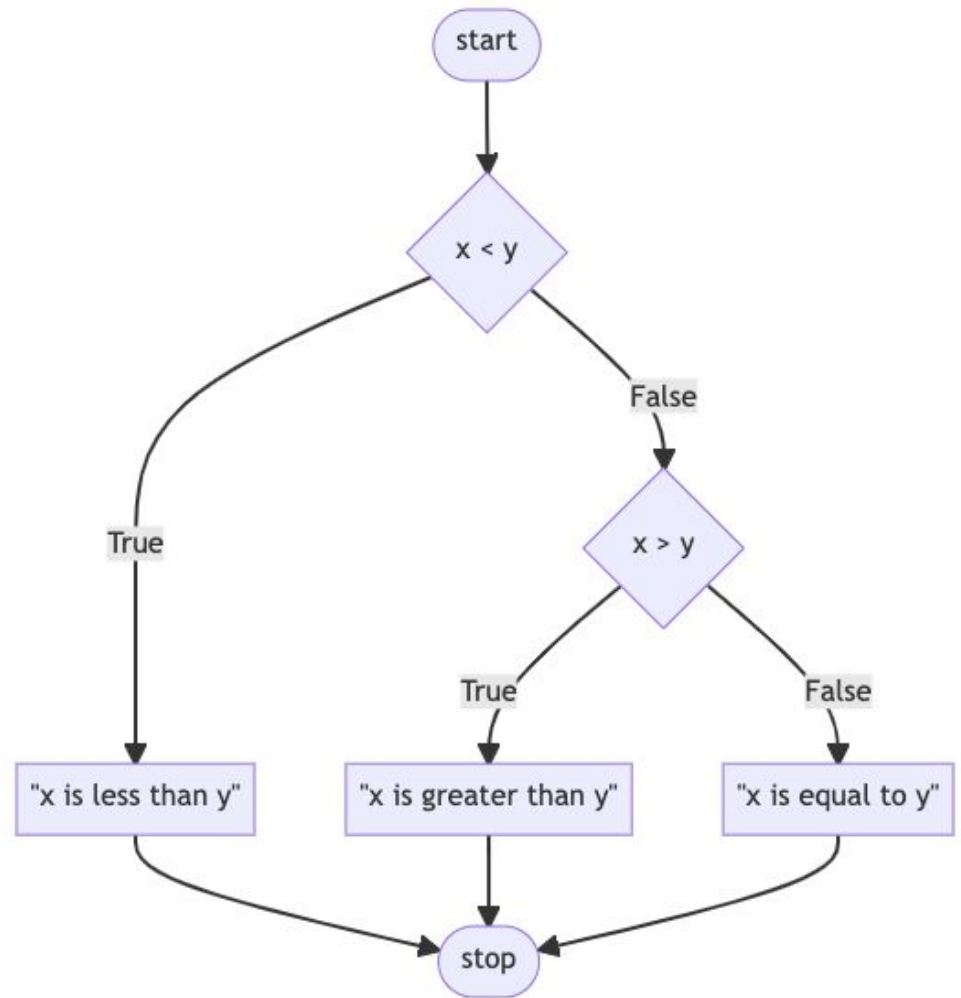 start
x < y
False
True
x > y
True
False
"x is less than y"
"x is greater than y"
"x is equal to y"
stop